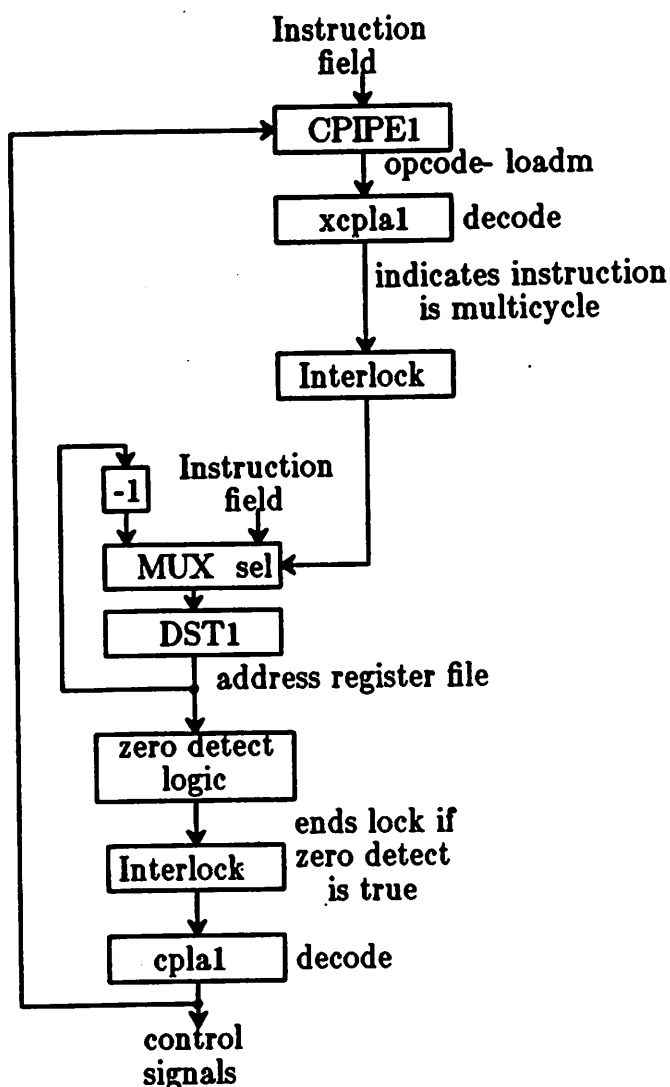 Instruction
field
CPIPE1
opcode- loadm
xcpla1
decode
indicates instruction
is multicycle
Interlock
-1
Instruction
field
MUX sel
DST1
address register file
zero detect
logic
ends lock if
zero detect
is true
Interlock
cpla1
decode
control
signals